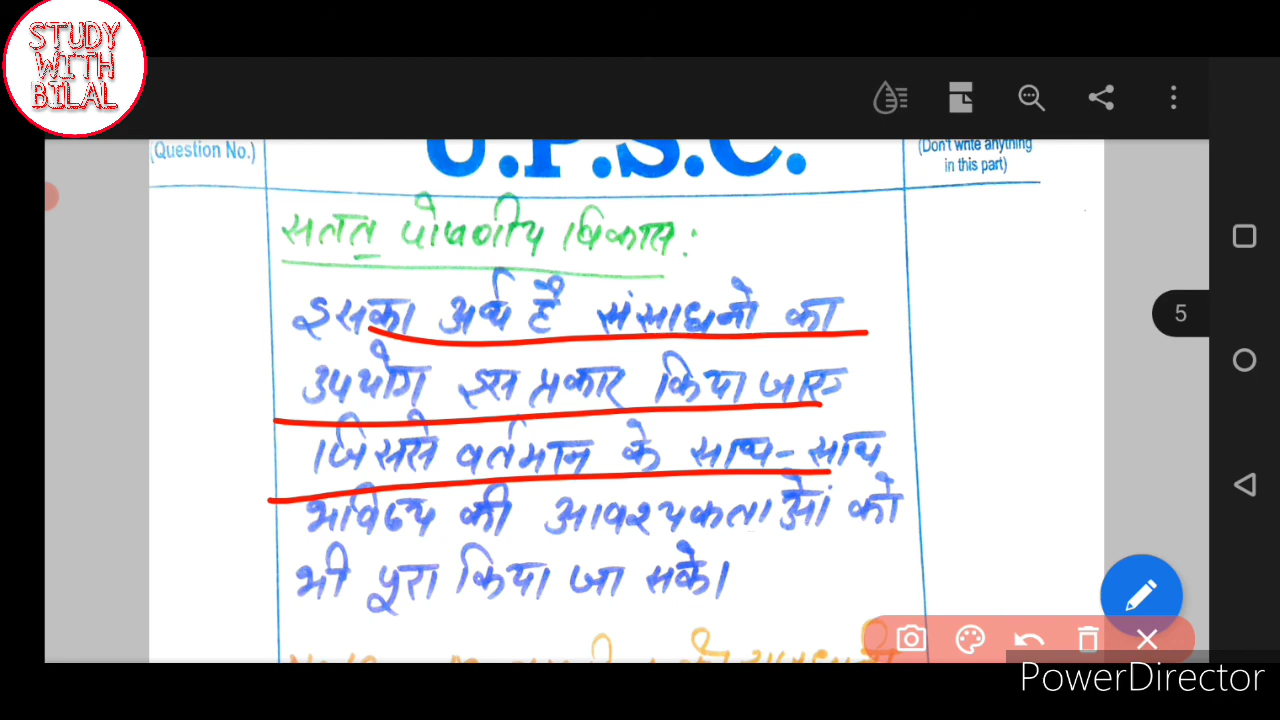 STUDY
WITH
BILAL
(Question No.)
U.P.S.C.
(Don't write anything
in this part)
सतत पोषणीय विकास :
इसका अर्थ है संसाधनो का
उपयोग इस प्रकार किया जाए
जिससे वर्तमान के साथ-साथ
भविष्य की आवश्यकताओं को
भी पूरा किया जा सके।
5
PowerDirector